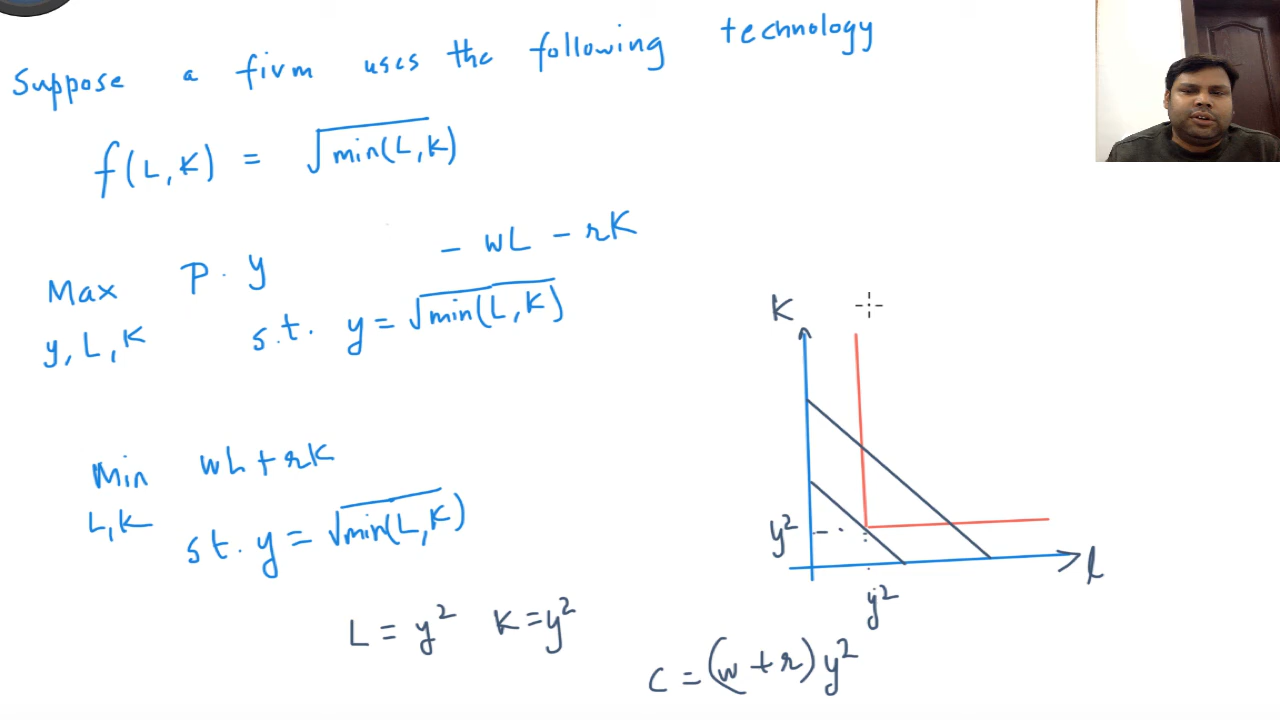 Suppose a firm uses the following technology
f(L,K) = √min(L,K)
Max P. y - wL - rK
y, L, K s.t. y = √min(L,K)
Min wL + rK
L,K s.t. y = √min(L,K)
L = y² K = y²
C = (w + r) y²
K
y²
y²
l